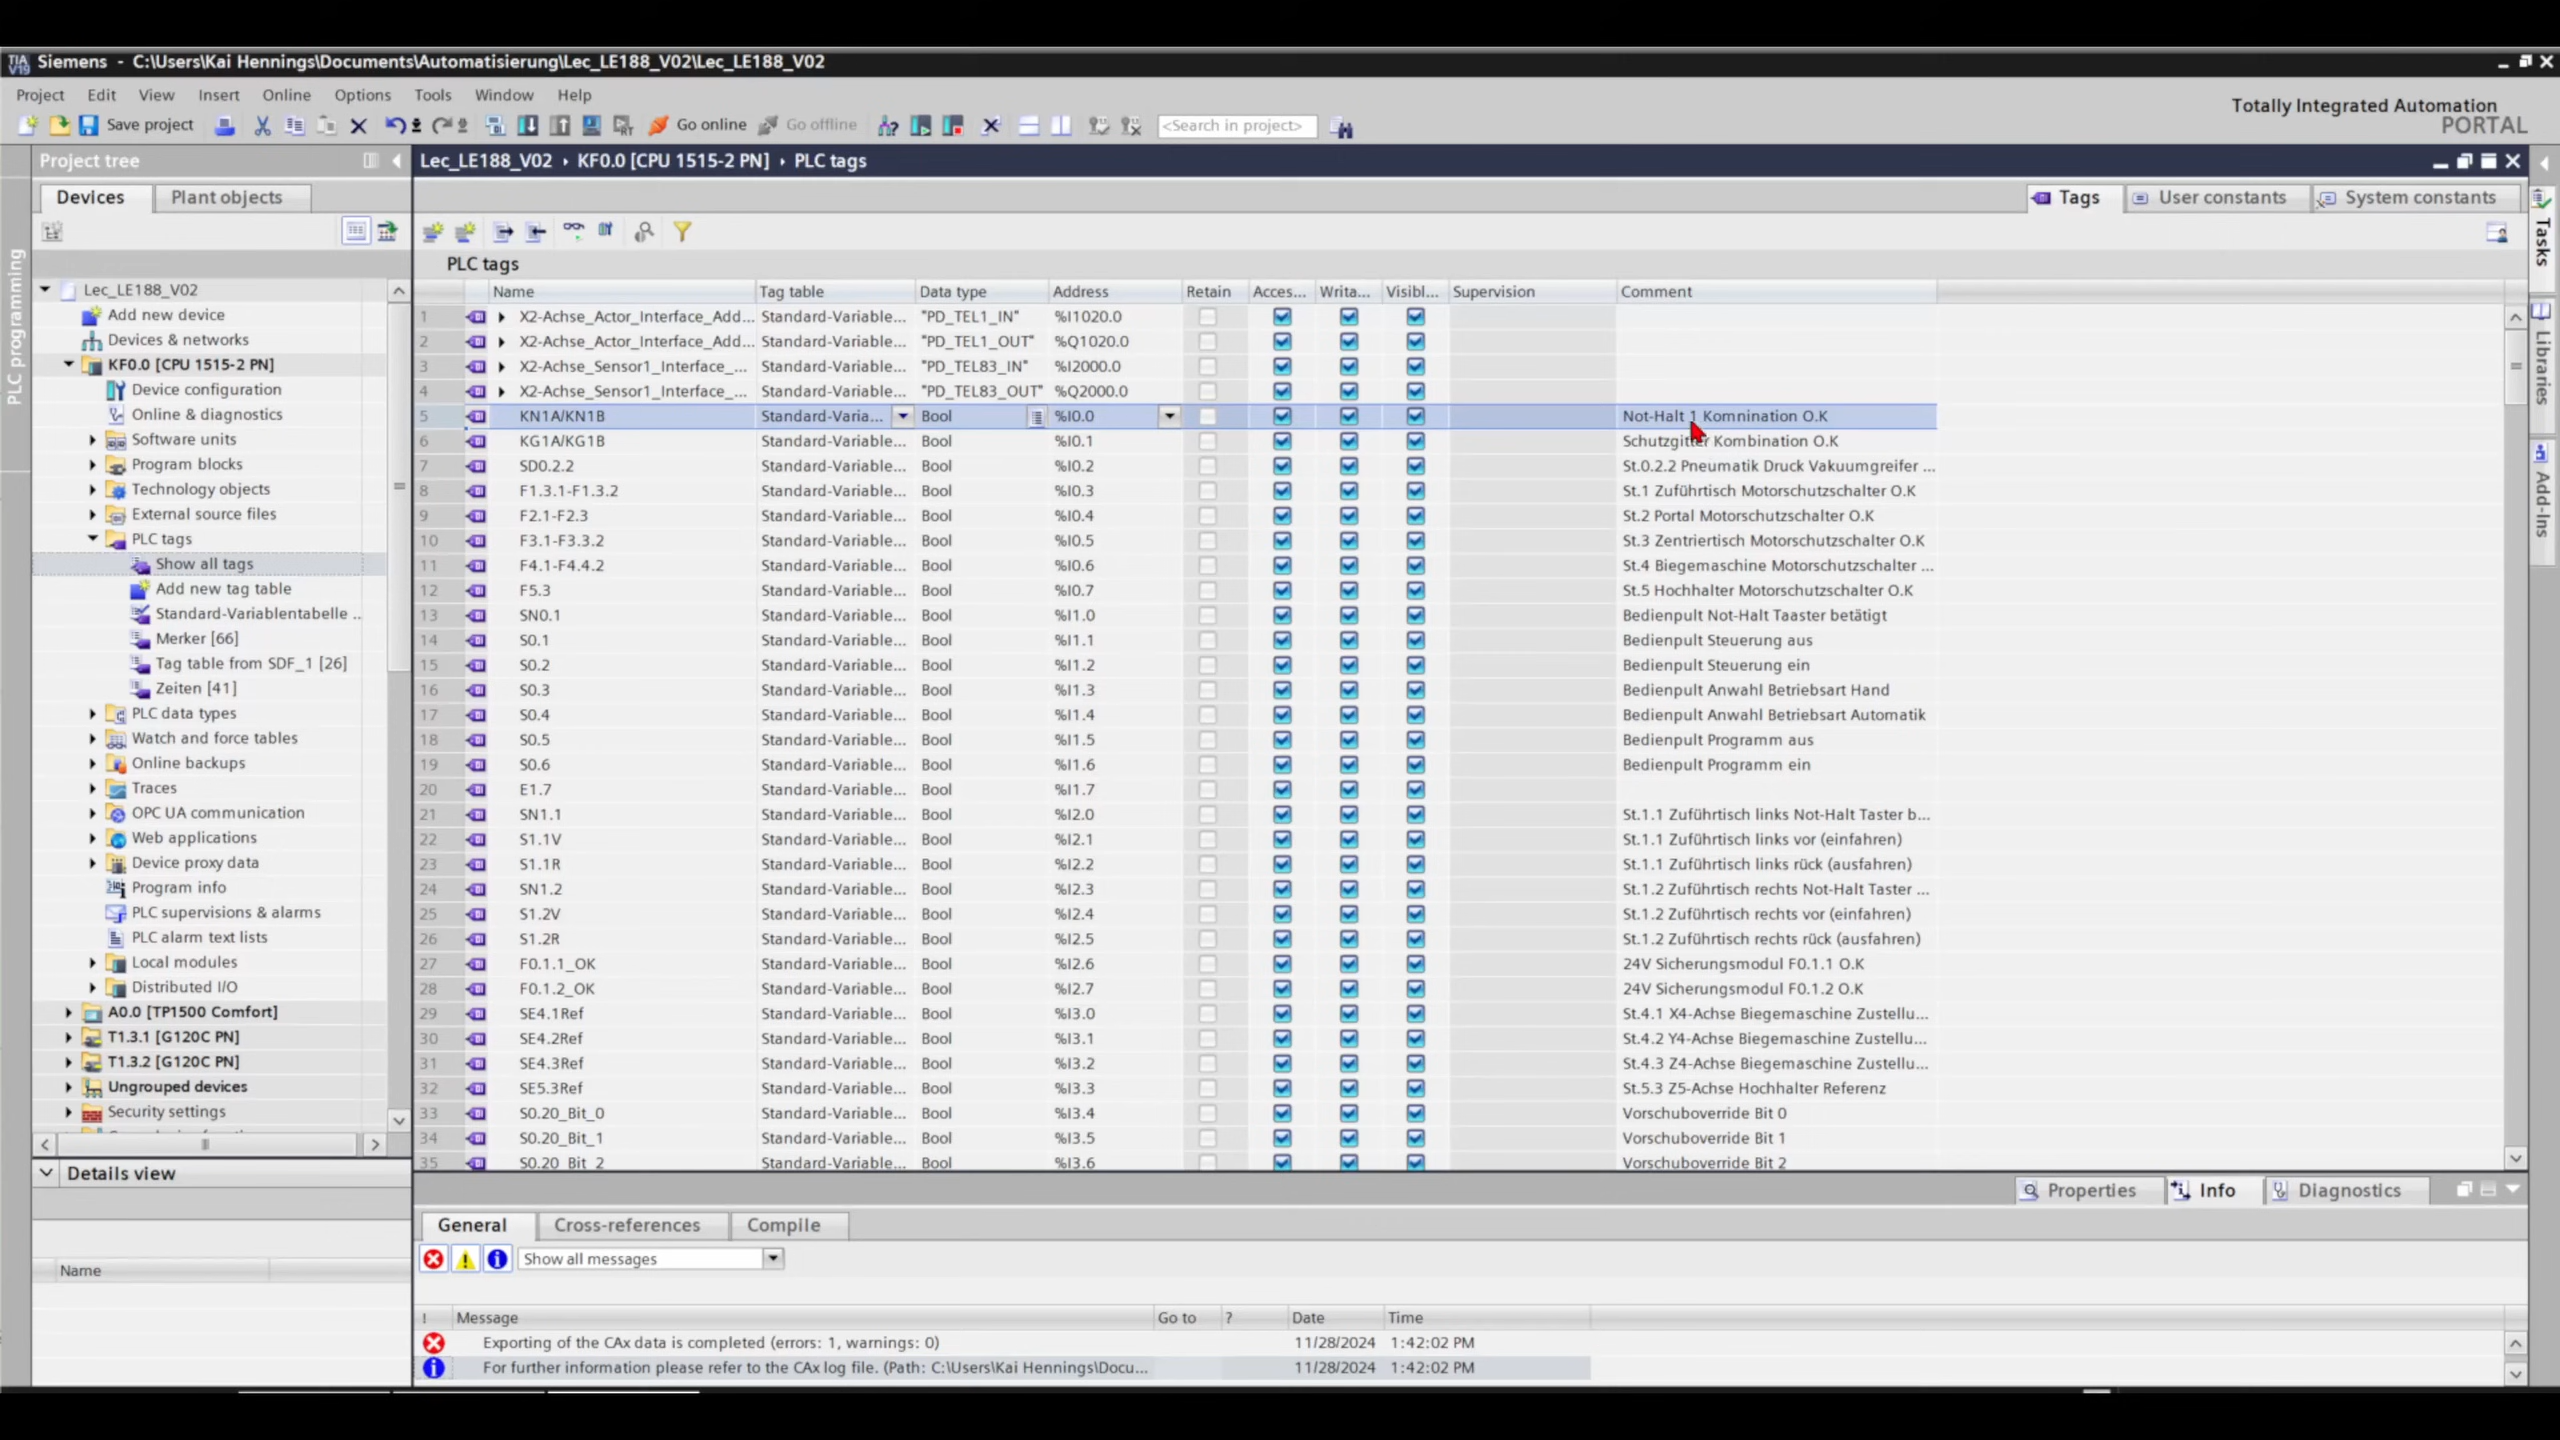 TIA V19 Siemens - C:\Users\Kai Hennings\Documents\Automatisierung\Lec_LE188_V02\Lec_LE188_V02
Project Edit View Insert Online Options Tools Window Help
Totally Integrated Automation
PORTAL
Save project Go online Go offline <Search in project>
Project tree
Lec_LE188_V02 › KF0.0 [CPU 1515-2 PN] › PLC tags
Devices Plant objects
Tags User constants System constants
PLC programming
Lec_LE188_V02
Add new device
Devices & networks
KF0.0 [CPU 1515-2 PN]
Device configuration
Online & diagnostics
Software units
Program blocks
Technology objects
External source files
PLC tags
Show all tags
Add new tag table
Standard-Variablentabelle ..
Merker [66]
Tag table from SDF_1 [26]
Zeiten [41]
PLC data types
Watch and force tables
Online backups
Traces
OPC UA communication
Web applications
Device proxy data
Program info
PLC supervisions & alarms
PLC alarm text lists
Local modules
Distributed I/O
A0.0 [TP1500 Comfort]
T1.3.1 [G120C PN]
T1.3.2 [G120C PN]
Ungrouped devices
Security settings
Details view
Name
PLC tags
Name Tag table Data type Address Retain Acces... Writa... Visibl... Supervision Comment
1 X2-Achse_Actor_Interface_Add... Standard-Variable... "PD_TEL1_IN" %I1020.0
2 X2-Achse_Actor_Interface_Add... Standard-Variable... "PD_TEL1_OUT" %Q1020.0
3 X2-Achse_Sensor1_Interface_... Standard-Variable... "PD_TEL83_IN" %I2000.0
4 X2-Achse_Sensor1_Interface_... Standard-Variable... "PD_TEL83_OUT" %Q2000.0
5 KN1A/KN1B Standard-Varia... Bool %I0.0 Not-Halt 1 Komnination O.K
6 KG1A/KG1B Standard-Variable... Bool %I0.1 Schutzgitter Kombination O.K
7 SD0.2.2 Standard-Variable... Bool %I0.2 St.0.2.2 Pneumatik Druck Vakuumgreifer ...
8 F1.3.1-F1.3.2 Standard-Variable... Bool %I0.3 St.1 Zuführtisch Motorschutzschalter O.K
9 F2.1-F2.3 Standard-Variable... Bool %I0.4 St.2 Portal Motorschutzschalter O.K
10 F3.1-F3.3.2 Standard-Variable... Bool %I0.5 St.3 Zentriertisch Motorschutzschalter O.K
11 F4.1-F4.4.2 Standard-Variable... Bool %I0.6 St.4 Biegemaschine Motorschutzschalter ...
12 F5.3 Standard-Variable... Bool %I0.7 St.5 Hochhalter Motorschutzschalter O.K
13 SN0.1 Standard-Variable... Bool %I1.0 Bedienpult Not-Halt Taaster betätigt
14 S0.1 Standard-Variable... Bool %I1.1 Bedienpult Steuerung aus
15 S0.2 Standard-Variable... Bool %I1.2 Bedienpult Steuerung ein
16 S0.3 Standard-Variable... Bool %I1.3 Bedienpult Anwahl Betriebsart Hand
17 S0.4 Standard-Variable... Bool %I1.4 Bedienpult Anwahl Betriebsart Automatik
18 S0.5 Standard-Variable... Bool %I1.5 Bedienpult Programm aus
19 S0.6 Standard-Variable... Bool %I1.6 Bedienpult Programm ein
20 E1.7 Standard-Variable... Bool %I1.7
21 SN1.1 Standard-Variable... Bool %I2.0 St.1.1 Zuführtisch links Not-Halt Taster b...
22 S1.1V Standard-Variable... Bool %I2.1 St.1.1 Zuführtisch links vor (einfahren)
23 S1.1R Standard-Variable... Bool %I2.2 St.1.1 Zuführtisch links rück (ausfahren)
24 SN1.2 Standard-Variable... Bool %I2.3 St.1.2 Zuführtisch rechts Not-Halt Taster ...
25 S1.2V Standard-Variable... Bool %I2.4 St.1.2 Zuführtisch rechts vor (einfahren)
26 S1.2R Standard-Variable... Bool %I2.5 St.1.2 Zuführtisch rechts rück (ausfahren)
27 F0.1.1_OK Standard-Variable... Bool %I2.6 24V Sicherungsmodul F0.1.1 O.K
28 F0.1.2_OK Standard-Variable... Bool %I2.7 24V Sicherungsmodul F0.1.2 O.K
29 SE4.1Ref Standard-Variable... Bool %I3.0 St.4.1 X4-Achse Biegemaschine Zustellu...
30 SE4.2Ref Standard-Variable... Bool %I3.1 St.4.2 Y4-Achse Biegemaschine Zustellu...
31 SE4.3Ref Standard-Variable... Bool %I3.2 St.4.3 Z4-Achse Biegemaschine Zustellu...
32 SE5.3Ref Standard-Variable... Bool %I3.3 St.5.3 Z5-Achse Hochhalter Referenz
33 S0.20_Bit_0 Standard-Variable... Bool %I3.4 Vorschuboverride Bit 0
34 S0.20_Bit_1 Standard-Variable... Bool %I3.5 Vorschuboverride Bit 1
35 S0.20_Bit_2 Standard-Variable... Bool %I3.6 Vorschuboverride Bit 2
Tasks
Libraries
Add-Ins
Properties Info Diagnostics
General Cross-references Compile
Show all messages
! Message Go to ? Date Time
Exporting of the CAx data is completed (errors: 1, warnings: 0) 11/28/2024 1:42:02 PM
For further information please refer to the CAx log file. (Path: C:\Users\Kai Hennings\Docu... 11/28/2024 1:42:02 PM